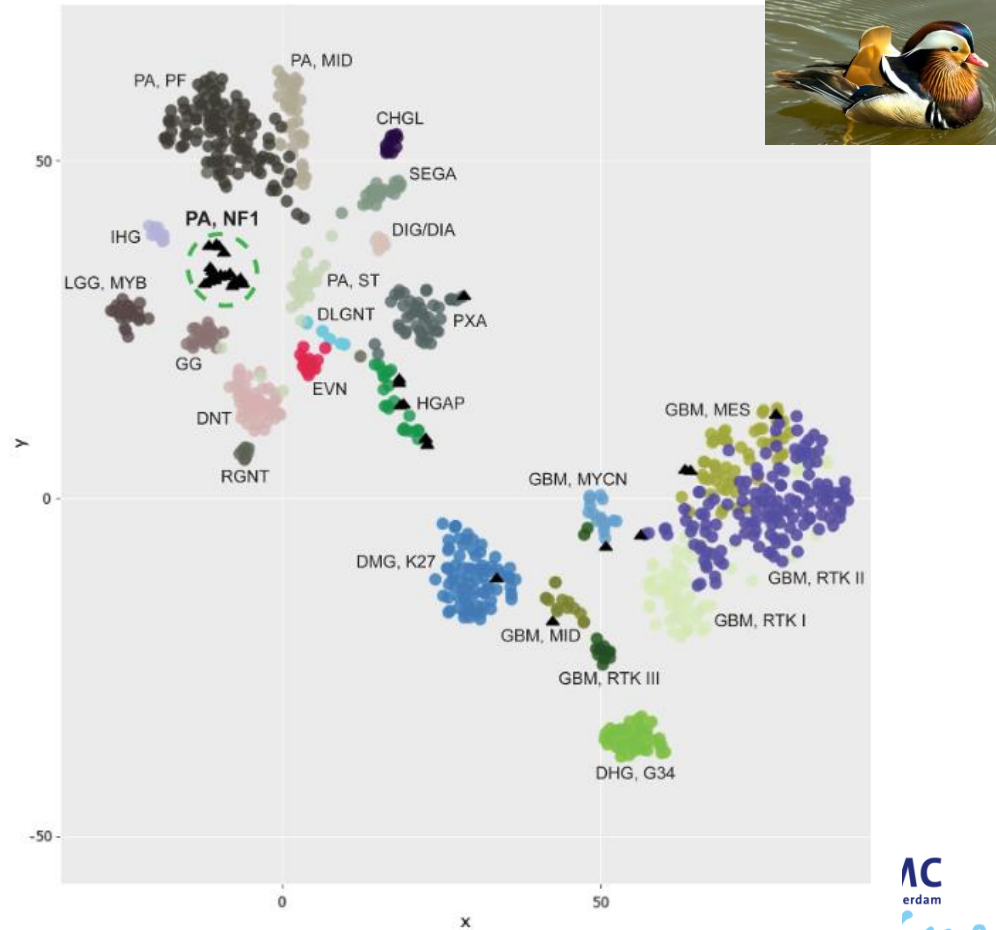 PA, MID
PA, PF
CHGL
50
SEGA
PA, NF1
IHG
DIG/DIA
LGG, MYB
PA, ST
DLGNT
PXA
GG
EVN
HGAP
DNT
GBM, MES
y
RGNT
GBM, MYCN
0
DMG, K27
GBM, RTK II
GBM, RTK I
GBM, MID
GBM, RTK III
DHG, G34
-50
0 50
x